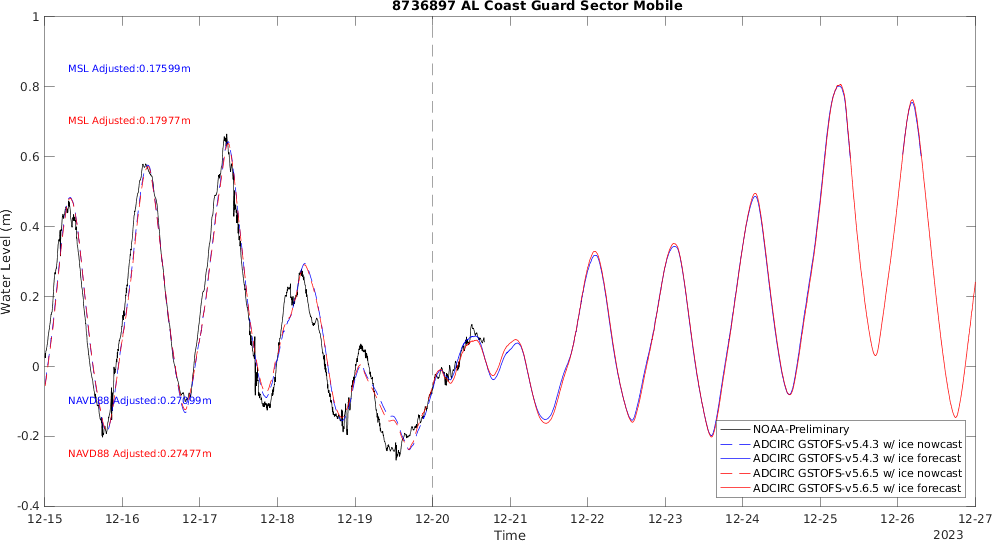 8736897 AL Coast Guard Sector Mobile
1
0.8
0.6
0.4
0.2
0
-0.2
-0.4
Water Level (m)
MSL Adjusted:0.17599m
MSL Adjusted:0.17977m
NAVD88 Adjusted:0.27099m
NAVD88 Adjusted:0.27477m
NOAA-Preliminary
ADCIRC GSTOFS-v5.4.3 w/ ice nowcast
ADCIRC GSTOFS-v5.4.3 w/ ice forecast
ADCIRC GSTOFS-v5.6.5 w/ ice nowcast
ADCIRC GSTOFS-v5.6.5 w/ ice forecast
12-15 12-16 12-17 12-18 12-19 12-20 12-21 12-22 12-23 12-24 12-25 12-26 12-27
Time
2023